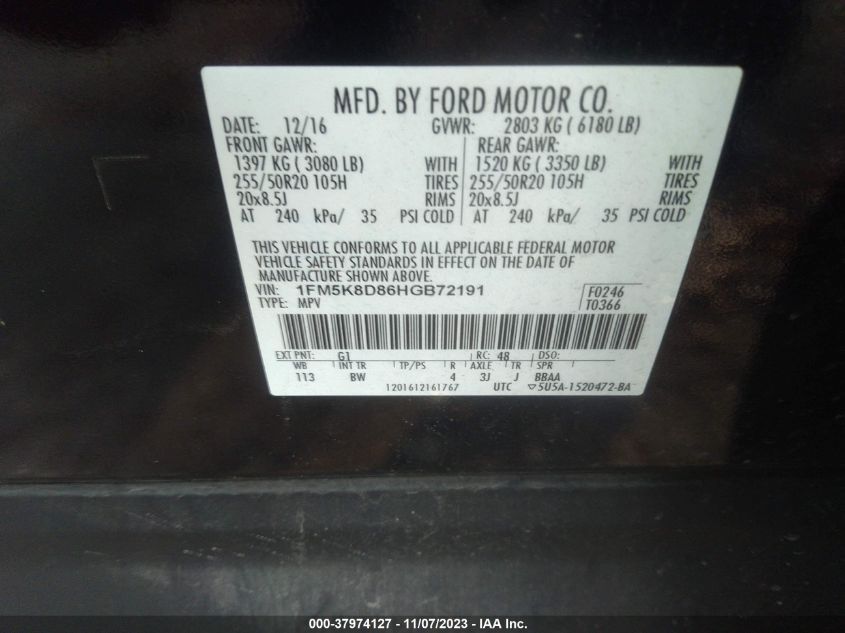 MFD. BY FORD MOTOR CO.
DATE: 12/16 GVWR: 2803 KG ( 6180 LB)
FRONT GAWR: REAR GAWR:
1397 KG ( 3080 LB) WITH 1520 KG ( 3350 LB) WITH
255/50R20 105H TIRES 255/50R20 105H TIRES
20x8.5J RIMS 20x8.5J RIMS
AT 240 kPa/ 35 PSI COLD AT 240 kPa/ 35 PSI COLD
THIS VEHICLE CONFORMS TO ALL APPLICABLE FEDERAL MOTOR
VEHICLE SAFETY STANDARDS IN EFFECT ON THE DATE OF
MANUFACTURE SHOWN ABOVE.
VIN: 1FM5K8D86HGB72191 F0246
TYPE: MPV T0366
EXT PNT: G1 RC: 48 DSO:
WB INT TR TP/PS R AXLE TR SPR
113 BW 4 3J J BBAA
1201612161767 UTC ▽5U5A-1520472-BA
000-37974127 - 11/07/2023 - IAA Inc.